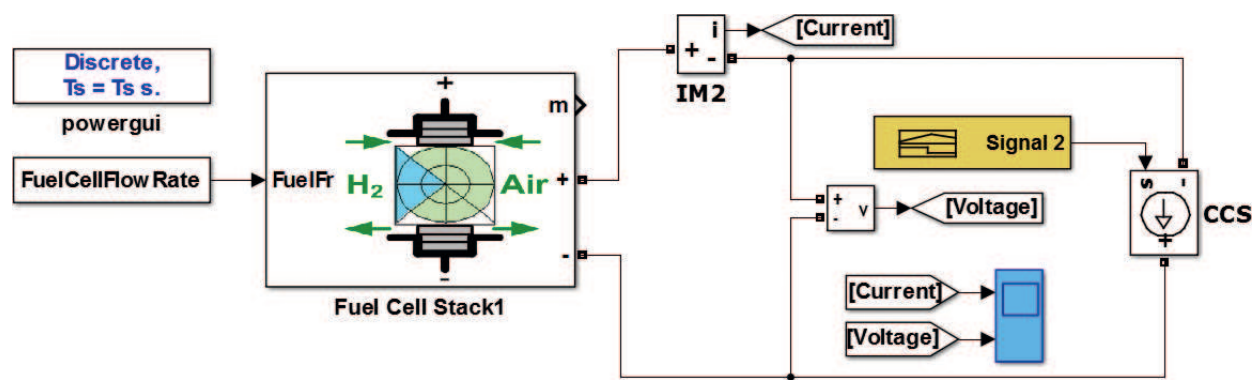 Discrete,
Ts = Ts s.
powergui
FuelCellFlow Rate
FuelFr
H2
Air
m
+
-
+
-
Fuel Cell Stack1
+
-
i
IM2
[Current]
Signal 2
s
-
+
CCS
+
-
v
[Voltage]
[Current]
[Voltage]